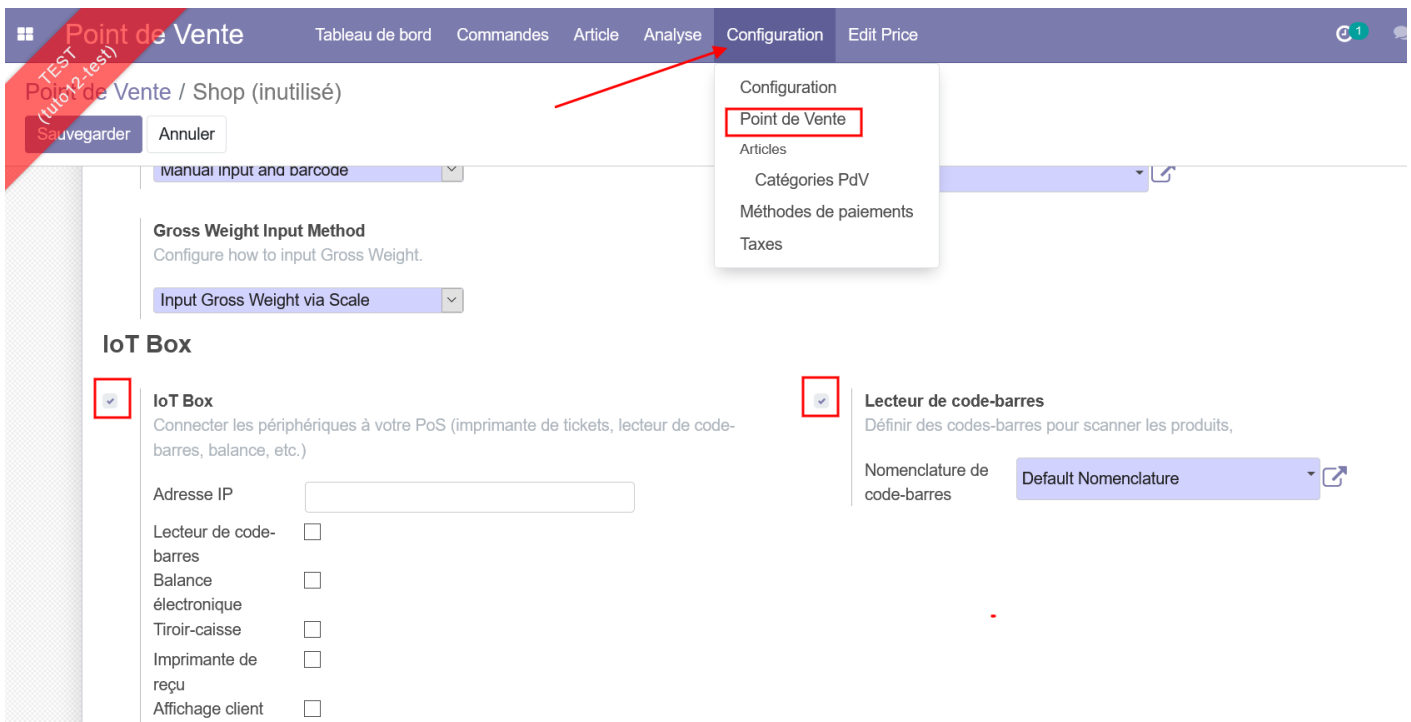 Point de Vente Tableau de bord Commandes Article Analyse Configuration Edit Price 1
TEST
(tuto12-test)
Point de Vente / Shop (inutilisé)
Sauvegarder Annuler
Configuration
Point de Vente
Articles
Catégories PdV
Méthodes de paiements
Taxes
Manual input and barcode
Gross Weight Input Method
Configure how to input Gross Weight.
Input Gross Weight via Scale
IoT Box
IoT Box
Connecter les périphériques à votre PoS (imprimante de tickets, lecteur de code-
barres, balance, etc.)
Adresse IP
Lecteur de code-
barres
Balance
électronique
Tiroir-caisse
Imprimante de
reçu
Affichage client
Lecteur de code-barres
Définir des codes-barres pour scanner les produits,
Nomenclature de
code-barres
Default Nomenclature